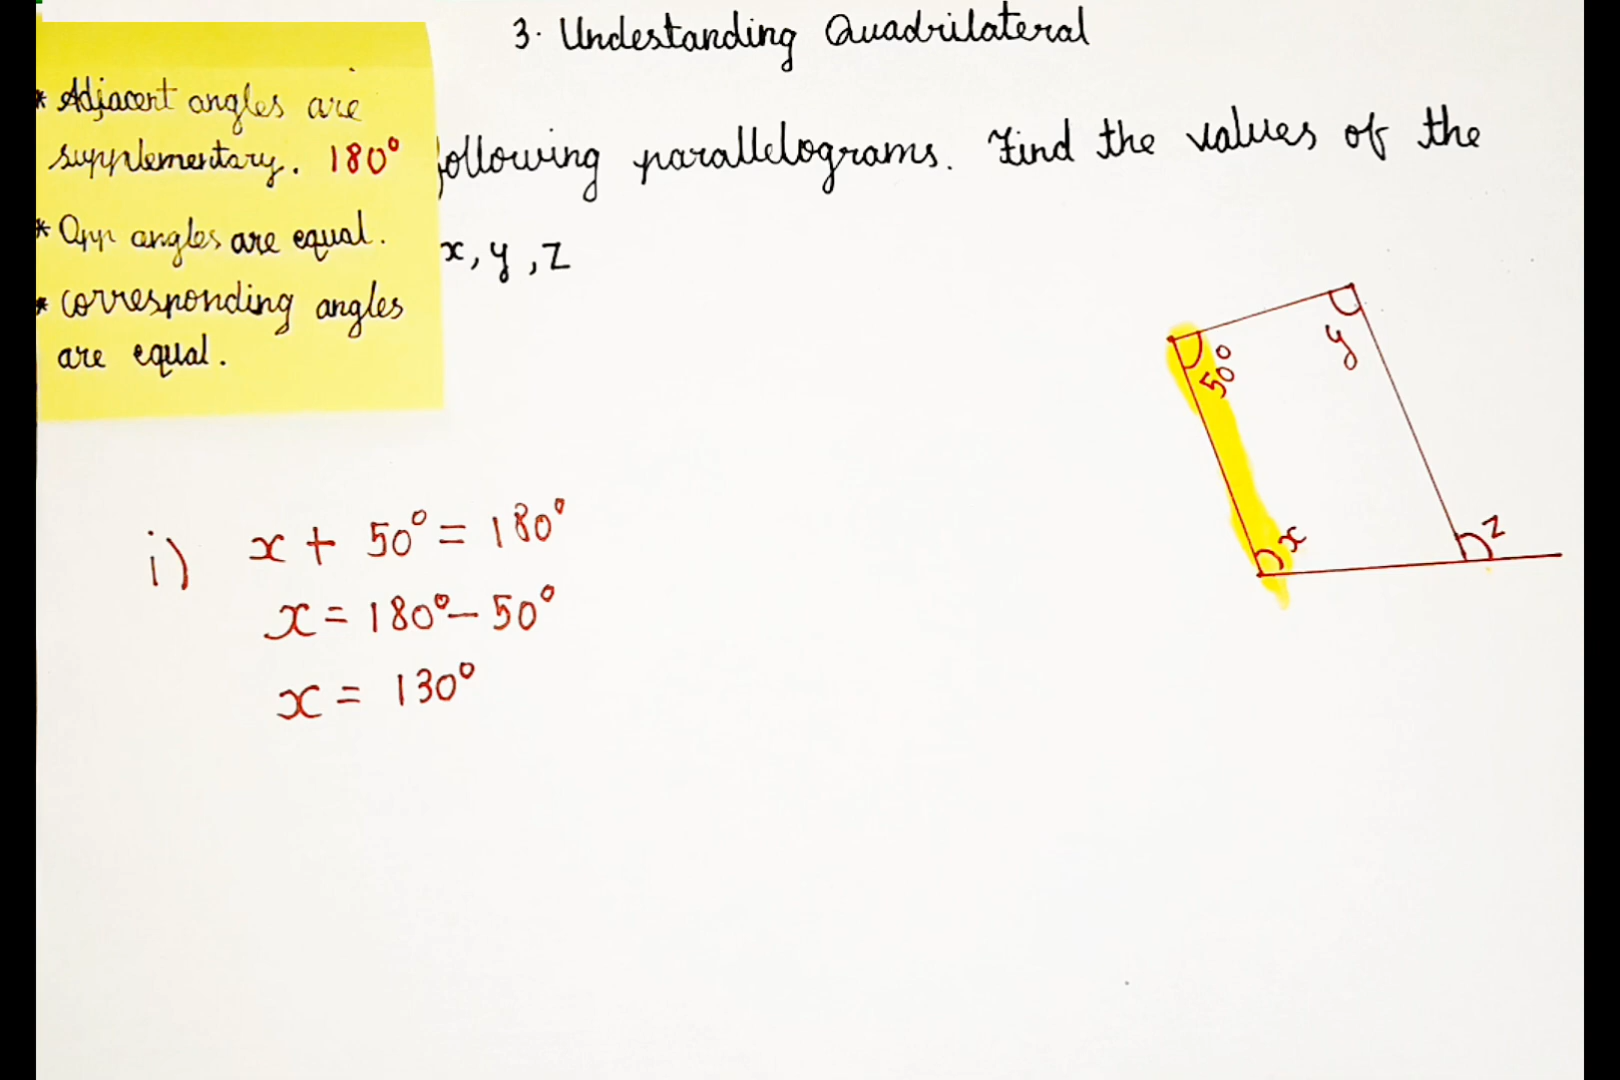 3. Undestanding Quadrilateral
* Adjacent angles are
supplementary. 180°
* Opp angles are equal.
* corresponding angles
are equal.
following parallelograms. Find the values of the
x, y, z
50°
y
x
z
i) x + 50° = 180°
x = 180° - 50°
x = 130°